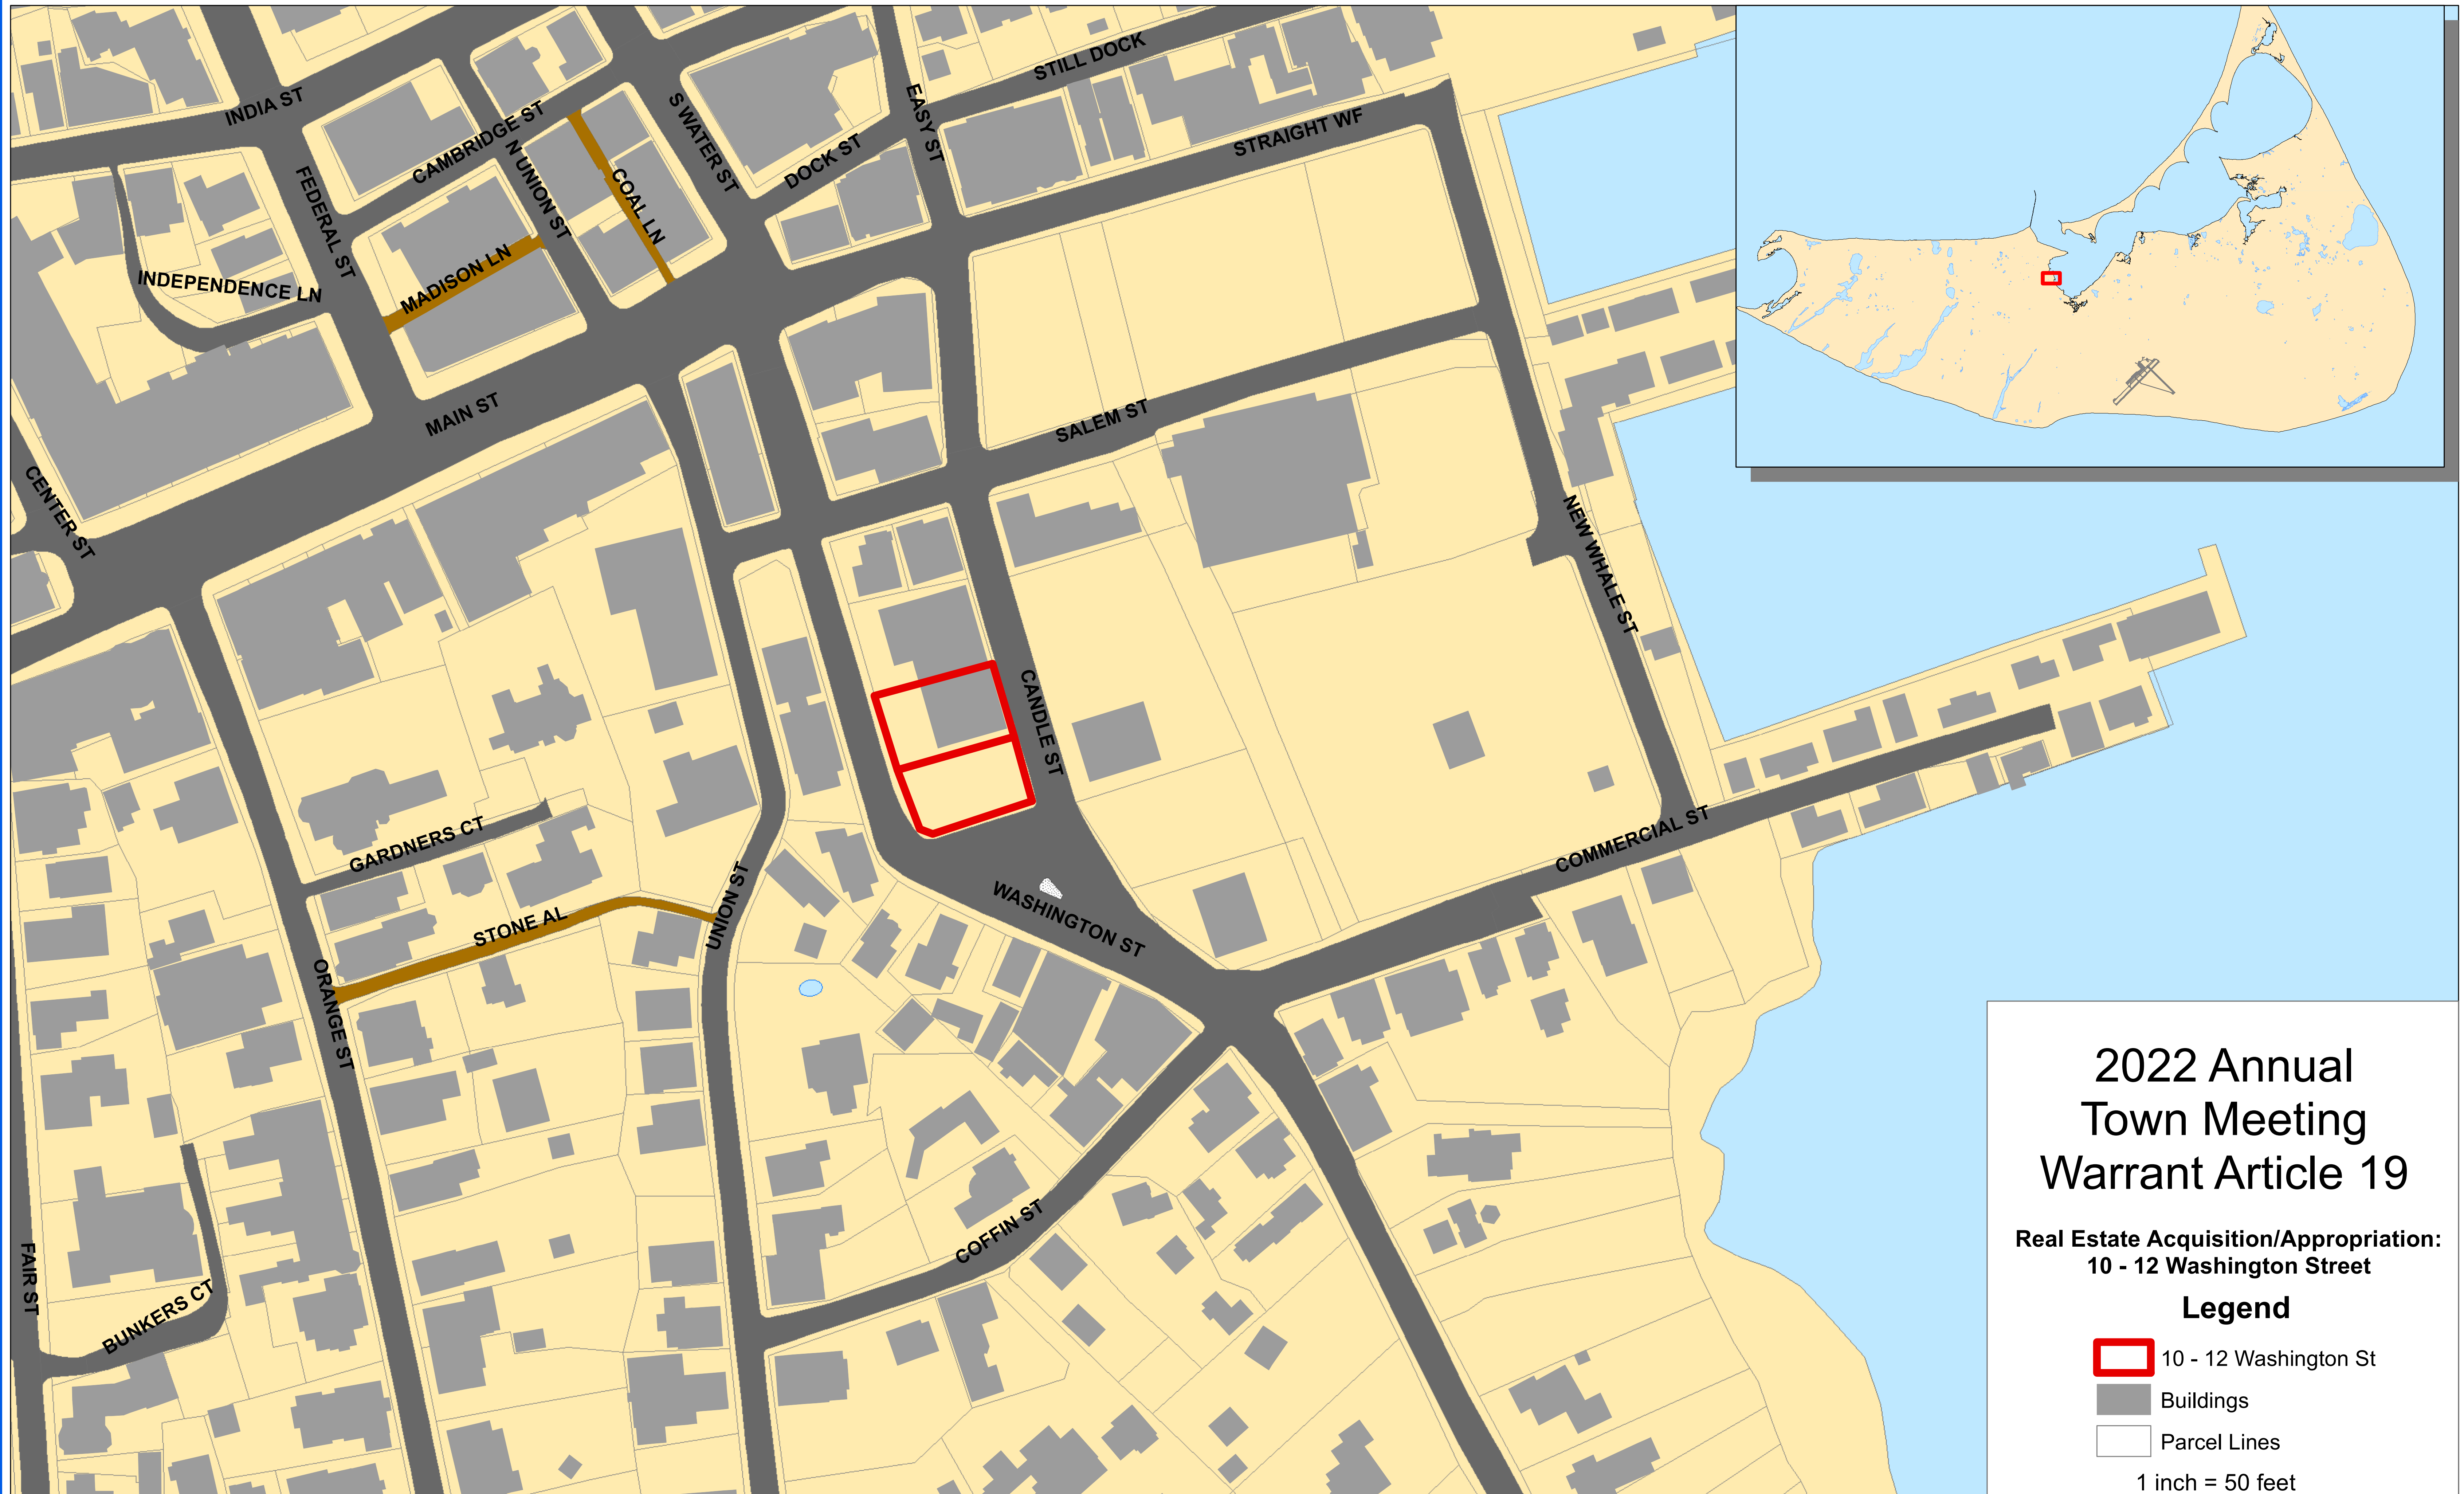 INDIA ST
CAMBRIDGE ST
N UNION ST
COAL LN
S WATER ST
DOCK ST
EASY ST
STILL DOCK
STRAIGHT WF
FEDERAL ST
MADISON LN
INDEPENDENCE LN
MAIN ST
CENTER ST
SALEM ST
NEW WHALE ST
CANDLE ST
GARDNERS CT
STONE AL
UNION ST
WASHINGTON ST
COMMERCIAL ST
ORANGE ST
COFFIN ST
FAIR ST
BUNKERS CT
2022 Annual
Town Meeting
Warrant Article 19
Real Estate Acquisition/Appropriation:
10 - 12 Washington Street
Legend
10 - 12 Washington St
Buildings
Parcel Lines
1 inch = 50 feet